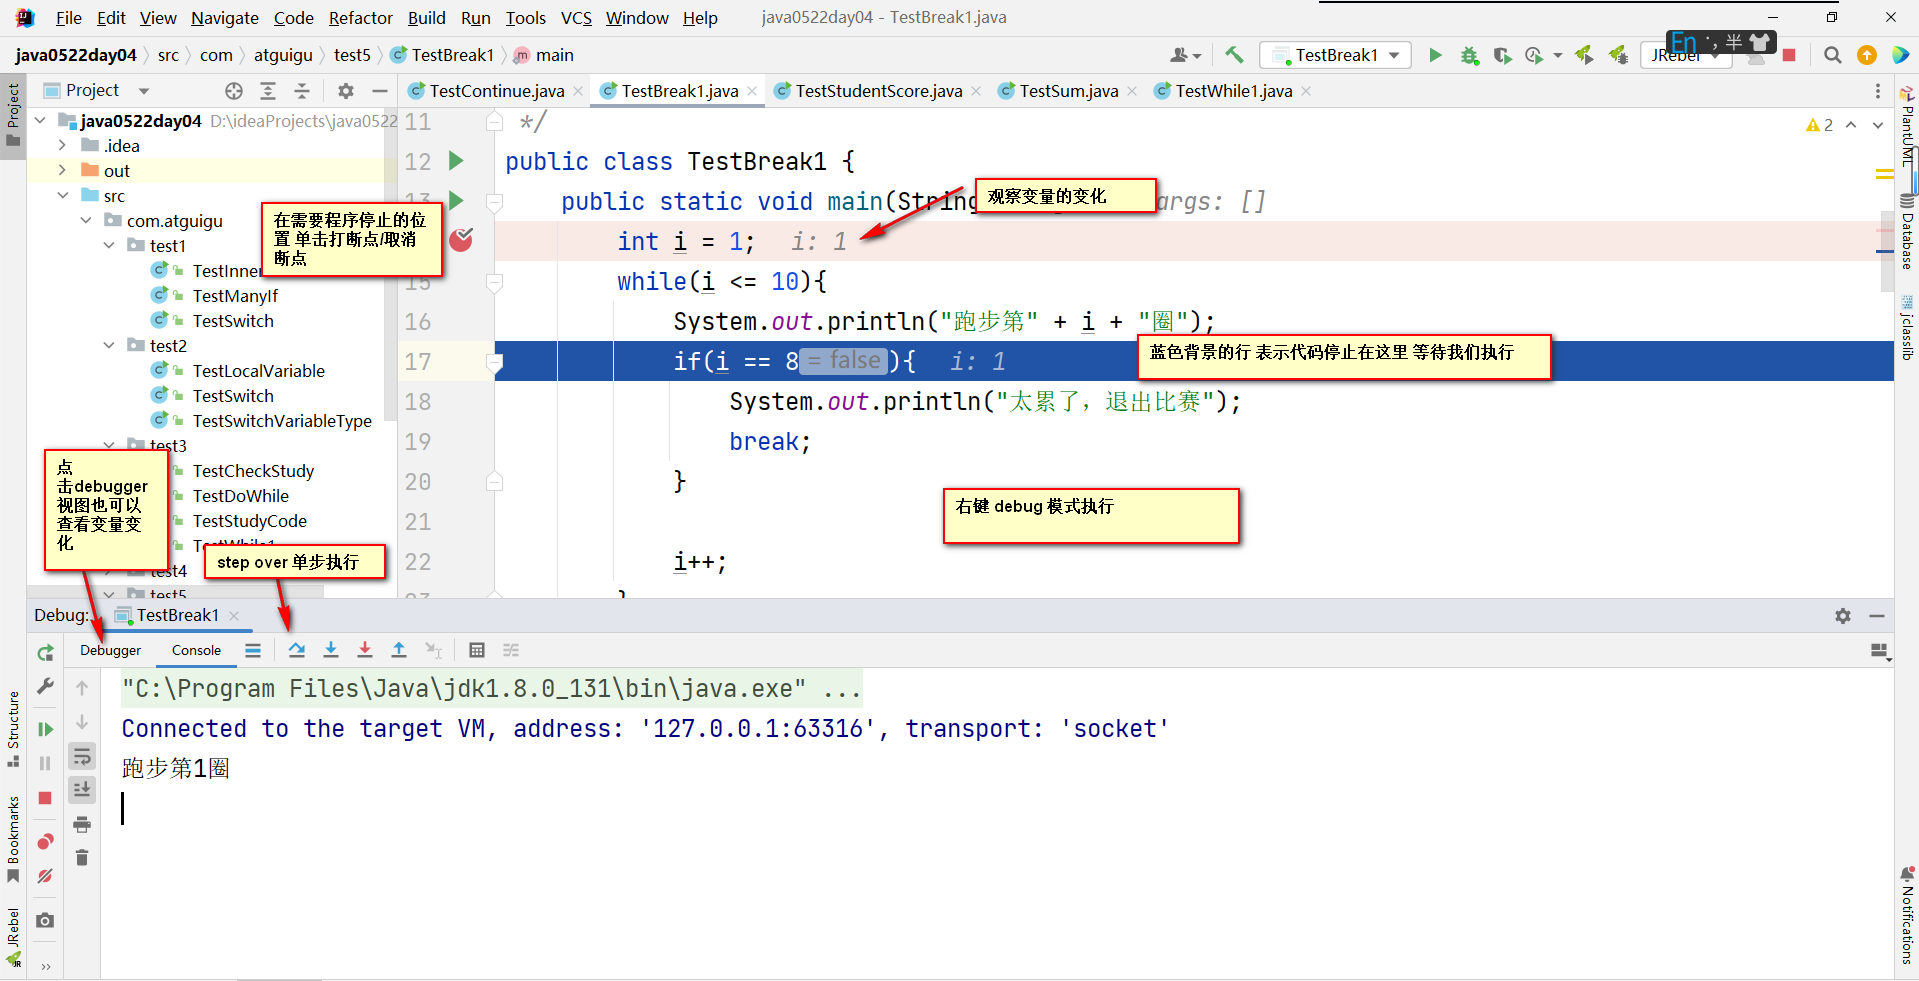 File Edit View Navigate Code Refactor Build Run Tools VCS Window Help java0522day04 - TestBreak1.java
java0522day04 src com atguigu test5 TestBreak1 main
TestBreak1
En ·, 半
JRebel
Project
TestContinue.java TestBreak1.java TestStudentScore.java TestSum.java TestWhile1.java
java0522day04 D:\ideaProjects\java0522
.idea
out
src
com.atguigu
test1
TestInner
TestManyIf
TestSwitch
test2
TestLocalVariable
TestSwitch
TestSwitchVariableType
test3
TestCheckStudy
TestDoWhile
TestStudyCode
TestWhile1
test4
test5
在需要程序停止的位
置 单击打断点/取消
断点
点
击debugger
视图也可以
查看变量变
化
step over 单步执行
11 */
12 public class TestBreak1 {
13 public static void main(String args: []
观察变量的变化
int i = 1; i: 1
15 while(i <= 10){
16 System.out.println("跑步第" + i + "圈");
17 if(i == 8 = false ){ i: 1
蓝色背景的行 表示代码停止在这里 等待我们执行
18 System.out.println("太累了，退出比赛");
19 break;
20 }
21
右键 debug 模式执行
22 i++;
23 }
2
Debug: TestBreak1
Debugger Console
"C:\Program Files\Java\jdk1.8.0_131\bin\java.exe" ...
Connected to the target VM, address: '127.0.0.1:63316', transport: 'socket'
跑步第1圈
Project
Structure
Bookmarks
JRebel
PlantUML
Database
jclasslib
Notifications